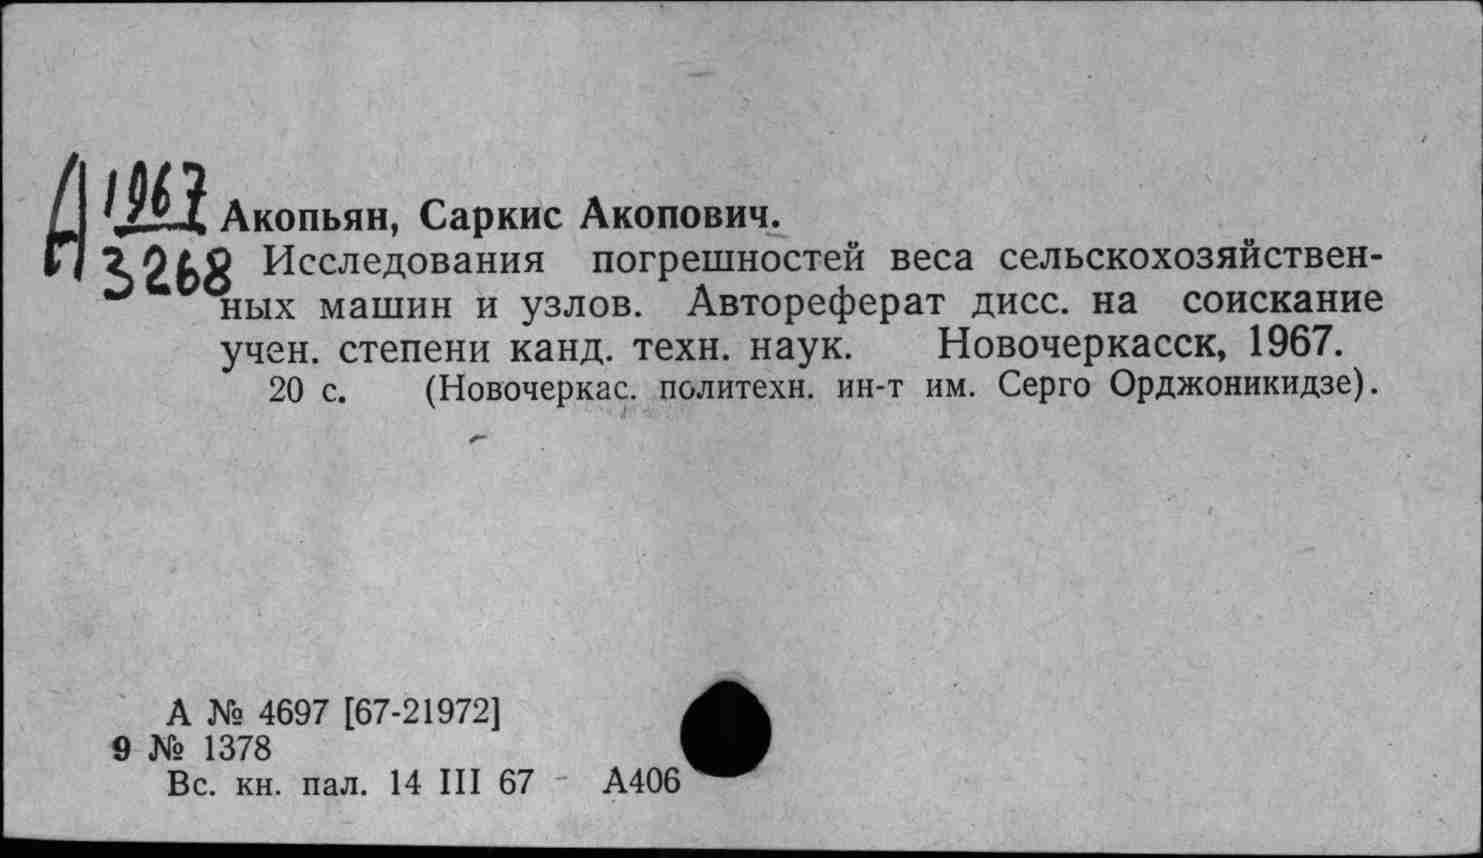 А 1967
П 3268
Акопьян, Саркис Акопович.
Исследования погрешностей веса сельскохозяйствен-
ных машин и узлов. Автореферат дисс. на соискание
учен. степени канд. техн. наук. Новочеркасск, 1967.
20 с. (Новочеркас. политехн. ин-т им. Серго Орджоникидзе).
А № 4697 [67-21972]
9 № 1378
Вс. кн. пал. 14 III 67 А406